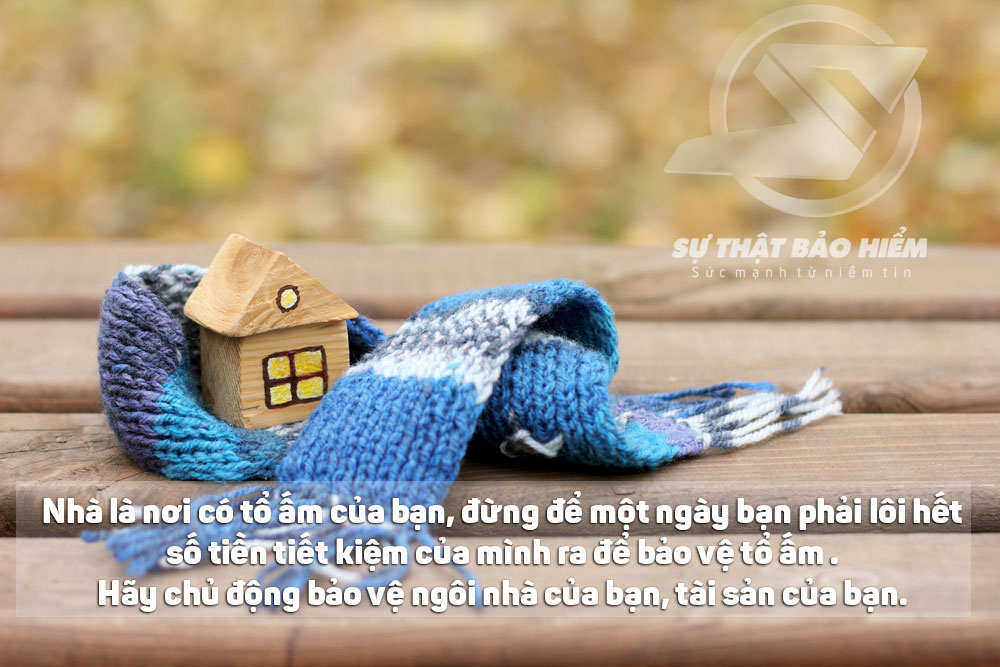 SỰ THẬT BẢO HIỂM
Sức mạnh từ niềm tin
Nhà là nơi có tổ ấm của bạn, đừng để một ngày bạn phải lôi hết
số tiền tiết kiệm của mình ra để bảo vệ tổ ấm .
Hãy chủ động bảo vệ ngôi nhà của bạn, tài sản của bạn.